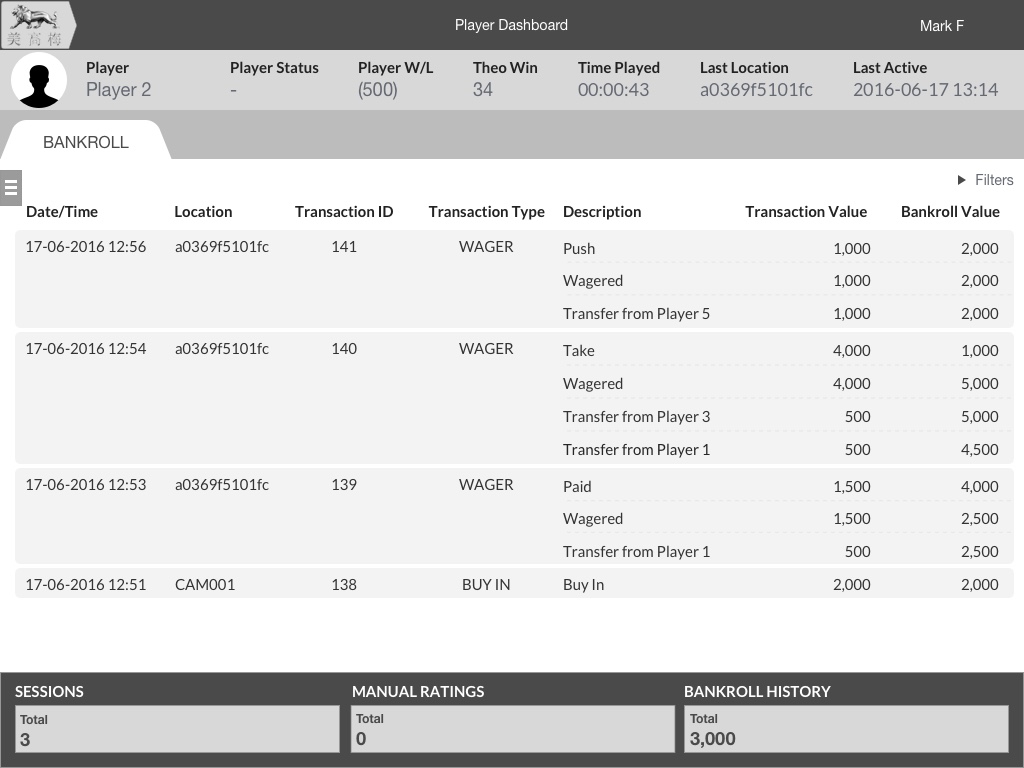 美高梅
Player Dashboard
Mark F
Player Player Status Player W/L Theo Win Time Played Last Location Last Active
Player 2 - (500) 34 00:00:43 a0369f5101fc 2016-06-17 13:14
BANKROLL
Filters
Date/Time Location Transaction ID Transaction Type Description Transaction Value Bankroll Value
17-06-2016 12:56 a0369f5101fc 141 WAGER Push 1,000 2,000
Wagered 1,000 2,000
Transfer from Player 5 1,000 2,000
17-06-2016 12:54 a0369f5101fc 140 WAGER Take 4,000 1,000
Wagered 4,000 5,000
Transfer from Player 3 500 5,000
Transfer from Player 1 500 4,500
17-06-2016 12:53 a0369f5101fc 139 WAGER Paid 1,500 4,000
Wagered 1,500 2,500
Transfer from Player 1 500 2,500
17-06-2016 12:51 CAM001 138 BUY IN Buy In 2,000 2,000
SESSIONS MANUAL RATINGS BANKROLL HISTORY
Total Total Total
3 0 3,000